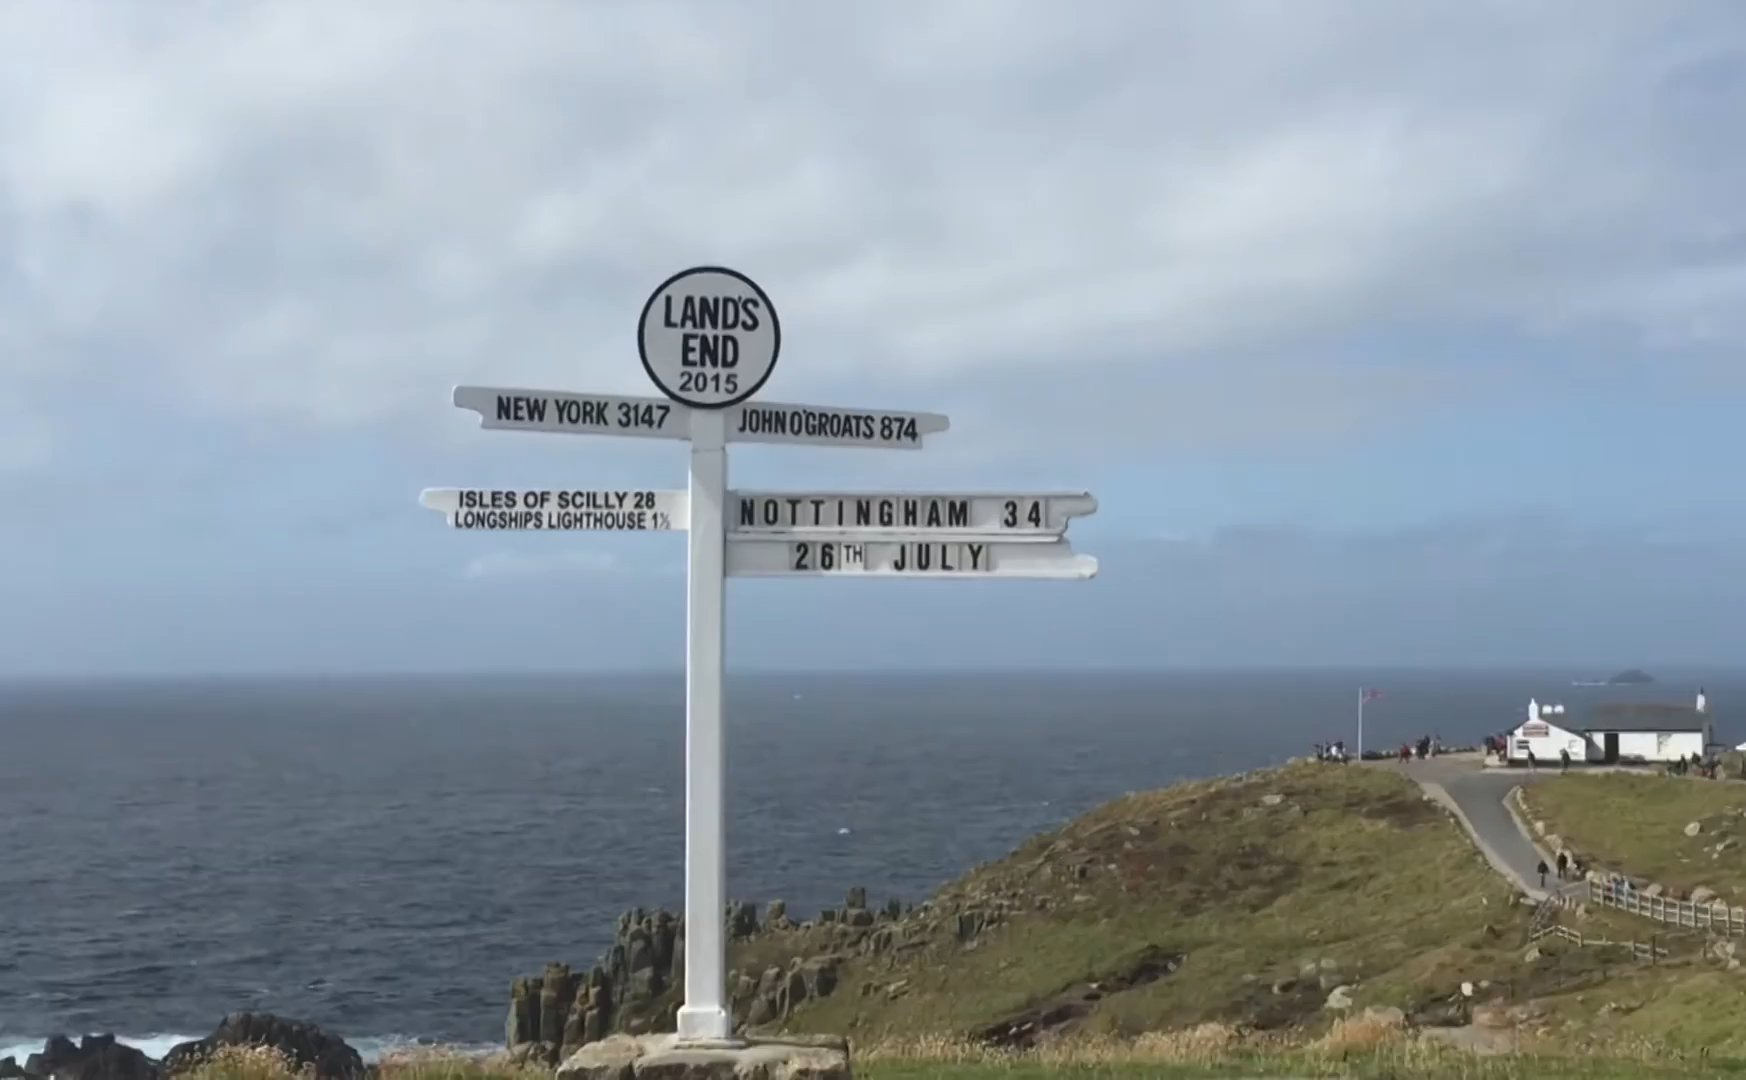 LAND'S
END
2015
NEW YORK 3147
JOHN O'GROATS 874
ISLES OF SCILLY 28
LONGSHIPS LIGHTHOUSE 1½
NOTTINGHAM 34
26TH JULY